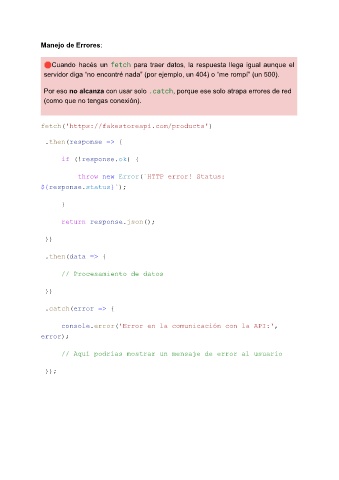 Manejo de Errores:
🔴Cuando hacés un fetch para traer datos, la respuesta llega igual aunque el
servidor diga "no encontré nada" (por ejemplo, un 404) o "me rompí" (un 500).
Por eso no alcanza con usar solo .catch, porque ese solo atrapa errores de red
(como que no tengas conexión).
fetch('https://fakestoreapi.com/products')
.then(response => {
if (!response.ok) {
throw new Error(`HTTP error! Status:
${response.status}`);
}
return response.json();
})
.then(data => {
// Procesamiento de datos
})
.catch(error => {
console.error('Error en la comunicación con la API:',
error);
// Aquí podrías mostrar un mensaje de error al usuario
});